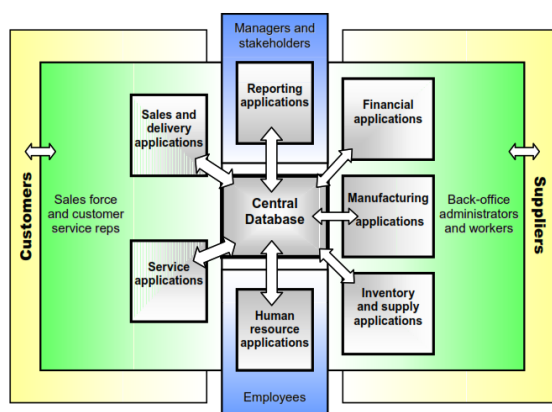 Managers and
stakeholders
Reporting
applications
Sales and
delivery
applications
Financial
applications
Customers
Sales force
and customer
service reps
Central
Database
Manufacturing
applications
Back-office
administrators
and workers
Suppliers
Service
applications
Human
resource
applications
Inventory
and supply
applications
Employees